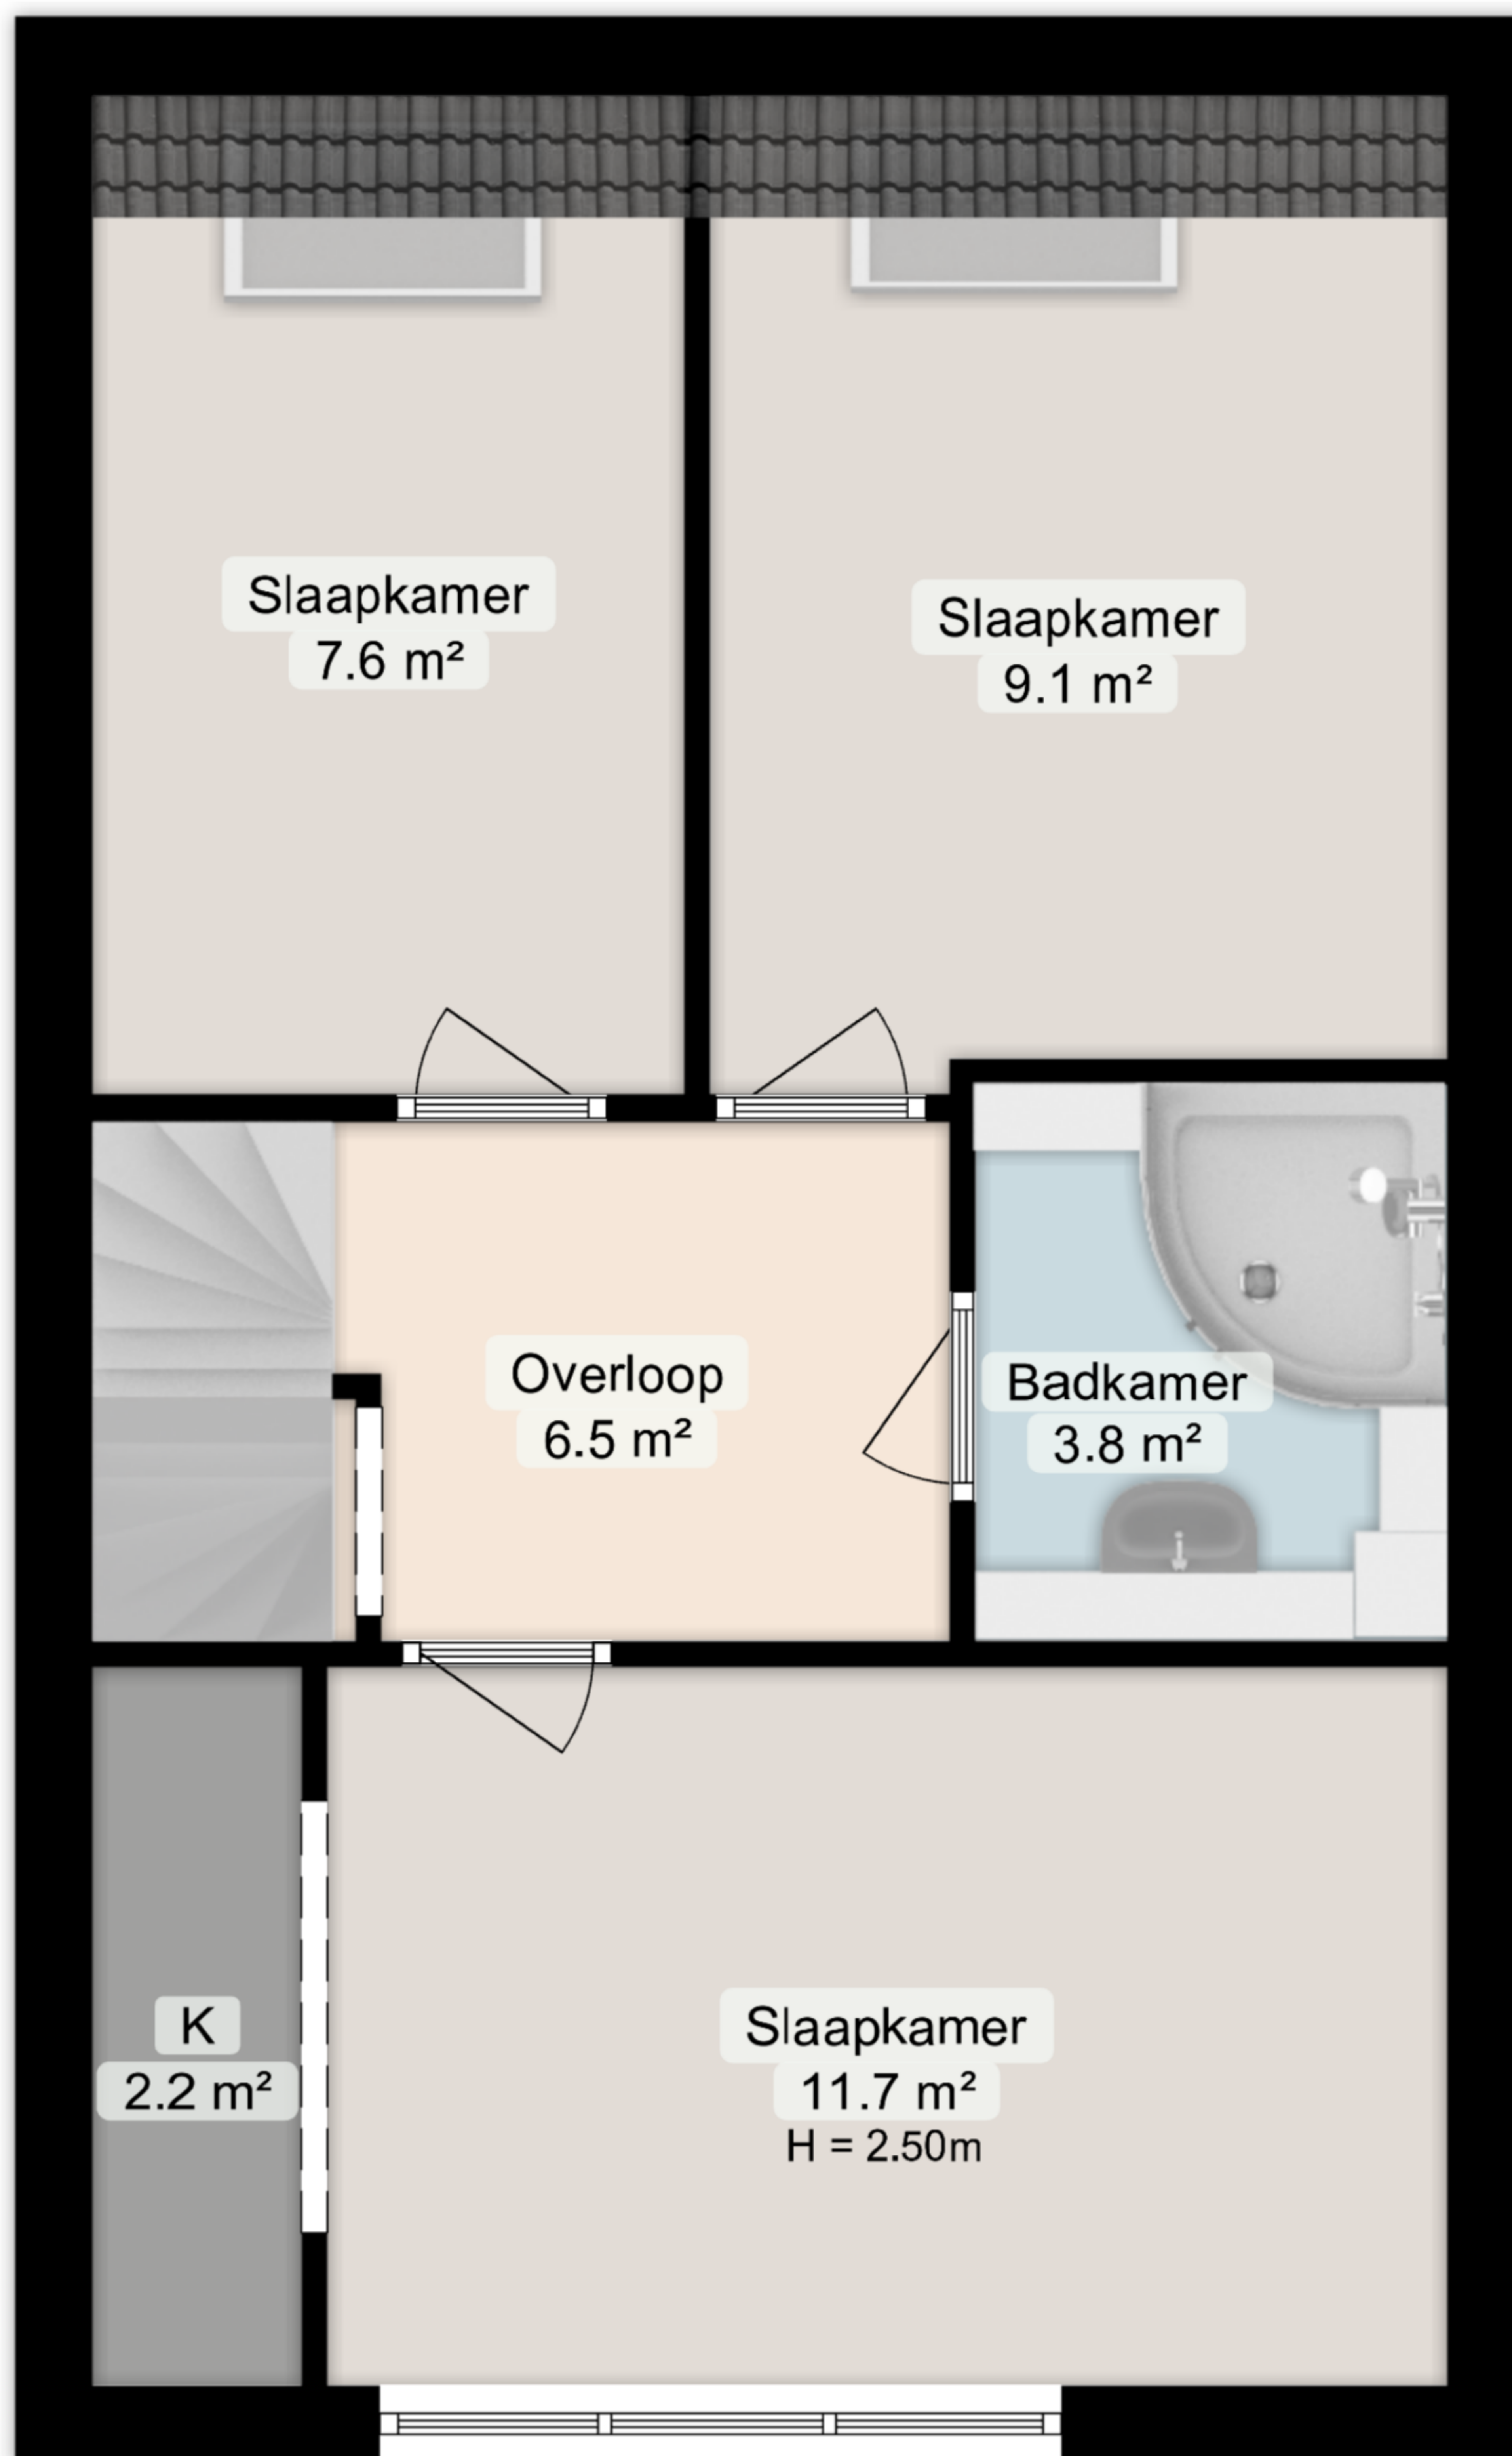 Slaapkamer
7.6 m²
Slaapkamer
9.1 m²
Overloop
6.5 m²
Badkamer
3.8 m²
K
2.2 m²
Slaapkamer
11.7 m²
H = 2.50m